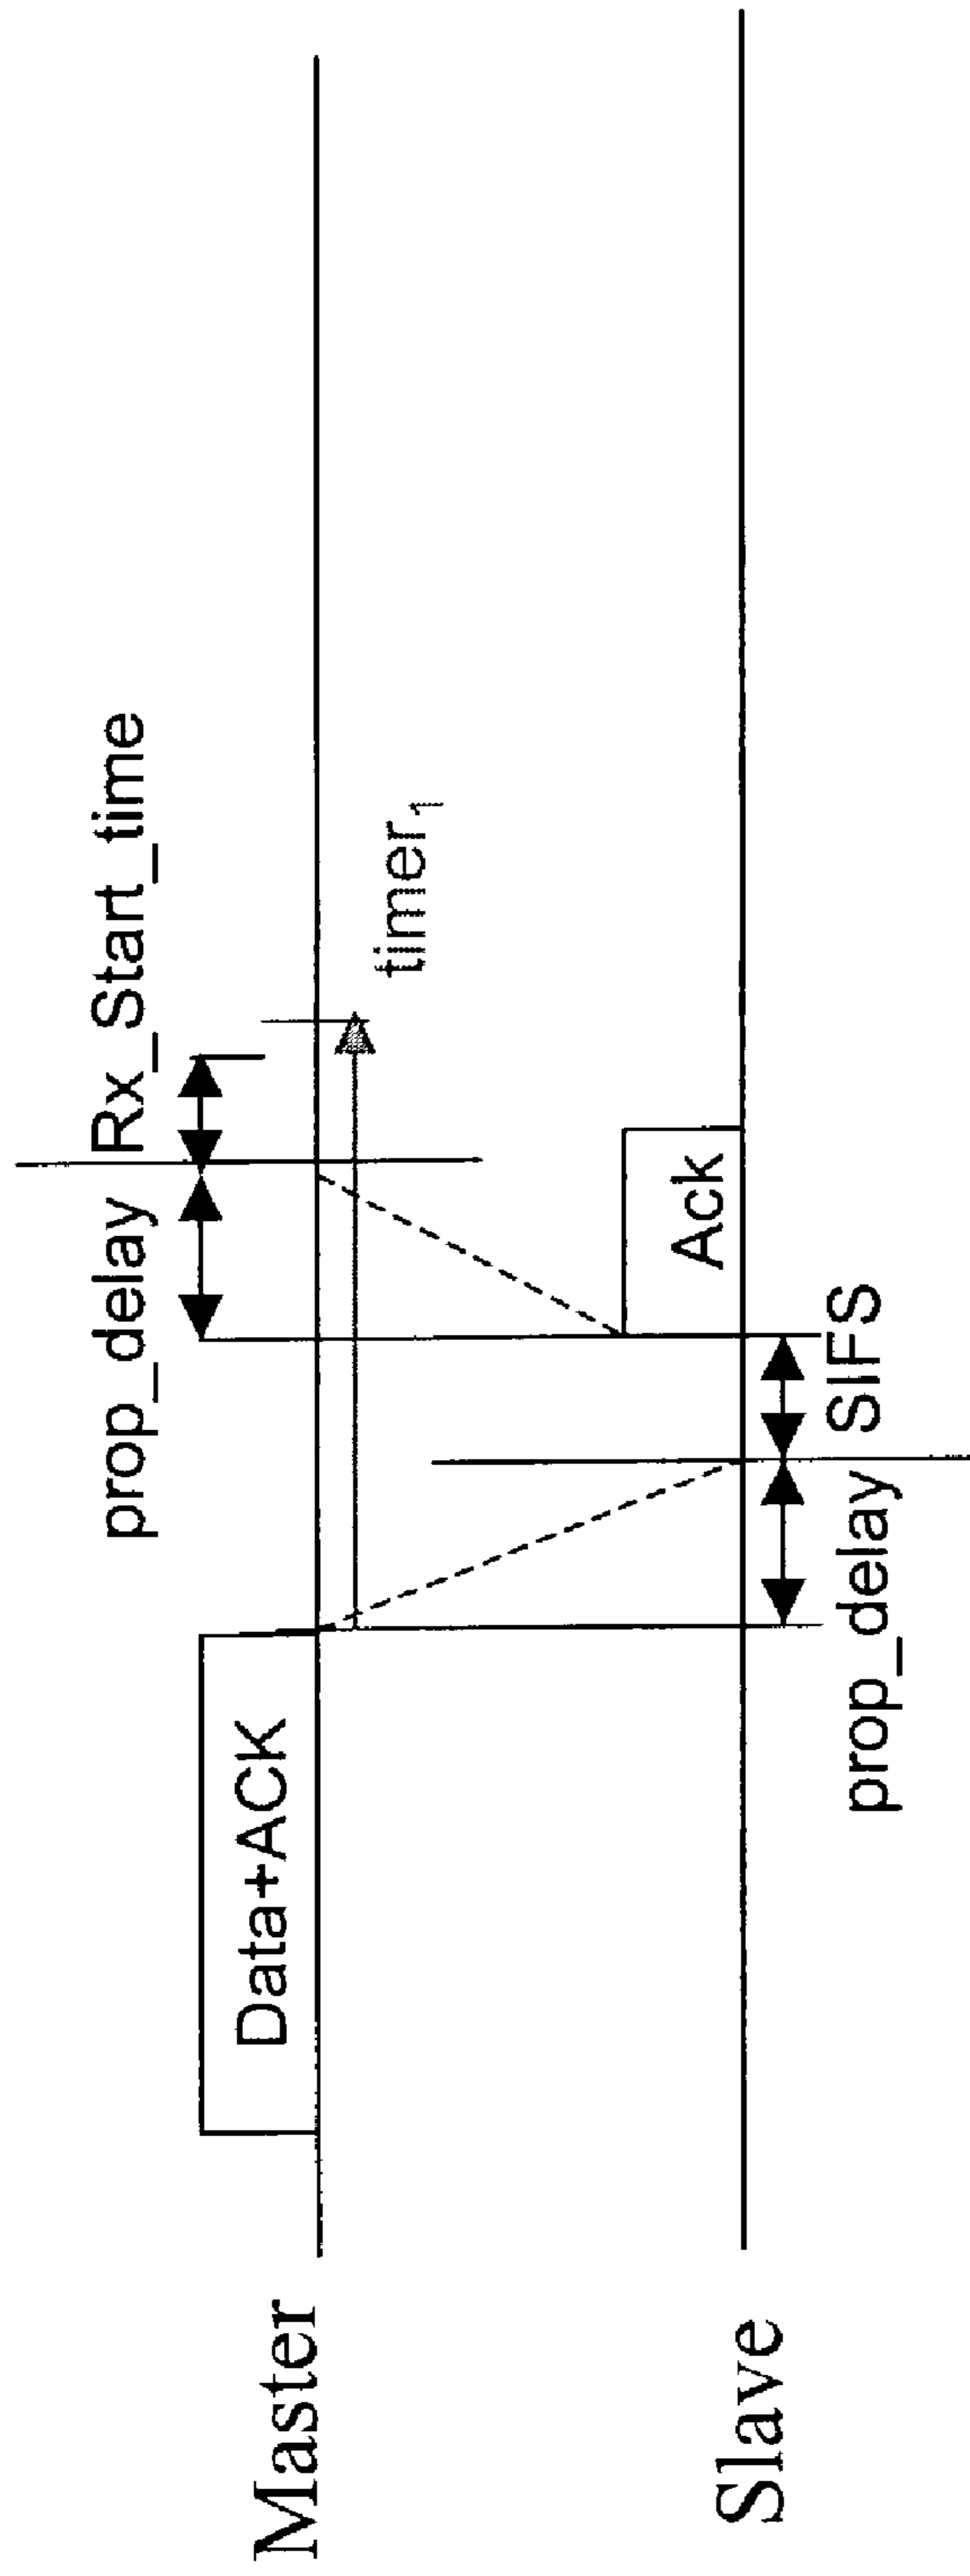 prop_delay Rx_Start_time
Data+ACK
Master
timer1
Ack
Slave
prop_delay SIFS